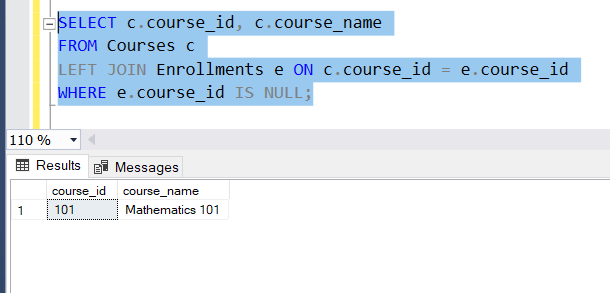 SELECT c.course_id, c.course_name
FROM Courses c
LEFT JOIN Enrollments e ON c.course_id = e.course_id
WHERE e.course_id IS NULL;
110 %
Results Messages
course_id course_name
1 101 Mathematics 101